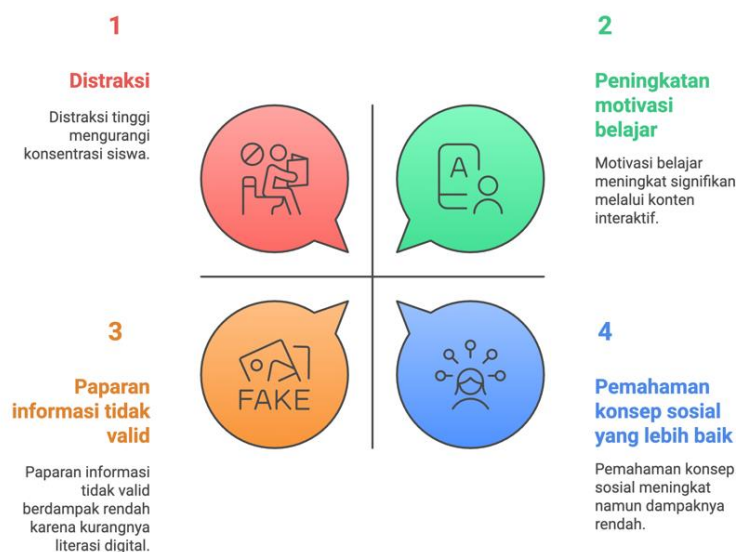 1
Distraksi
Distraksi tinggi
mengurangi
konsentrasi siswa.
2
Peningkatan
motivasi
belajar
Motivasi belajar
meningkat signifikan
melalui konten
interaktif.
A
3
Paparan
informasi tidak
valid
Paparan informasi
tidak valid
berdampak rendah
karena kurangnya
literasi digital.
FAKE
4
Pemahaman
konsep sosial
yang lebih baik
Pemahaman konsep
sosial meningkat
namun dampaknya
rendah.